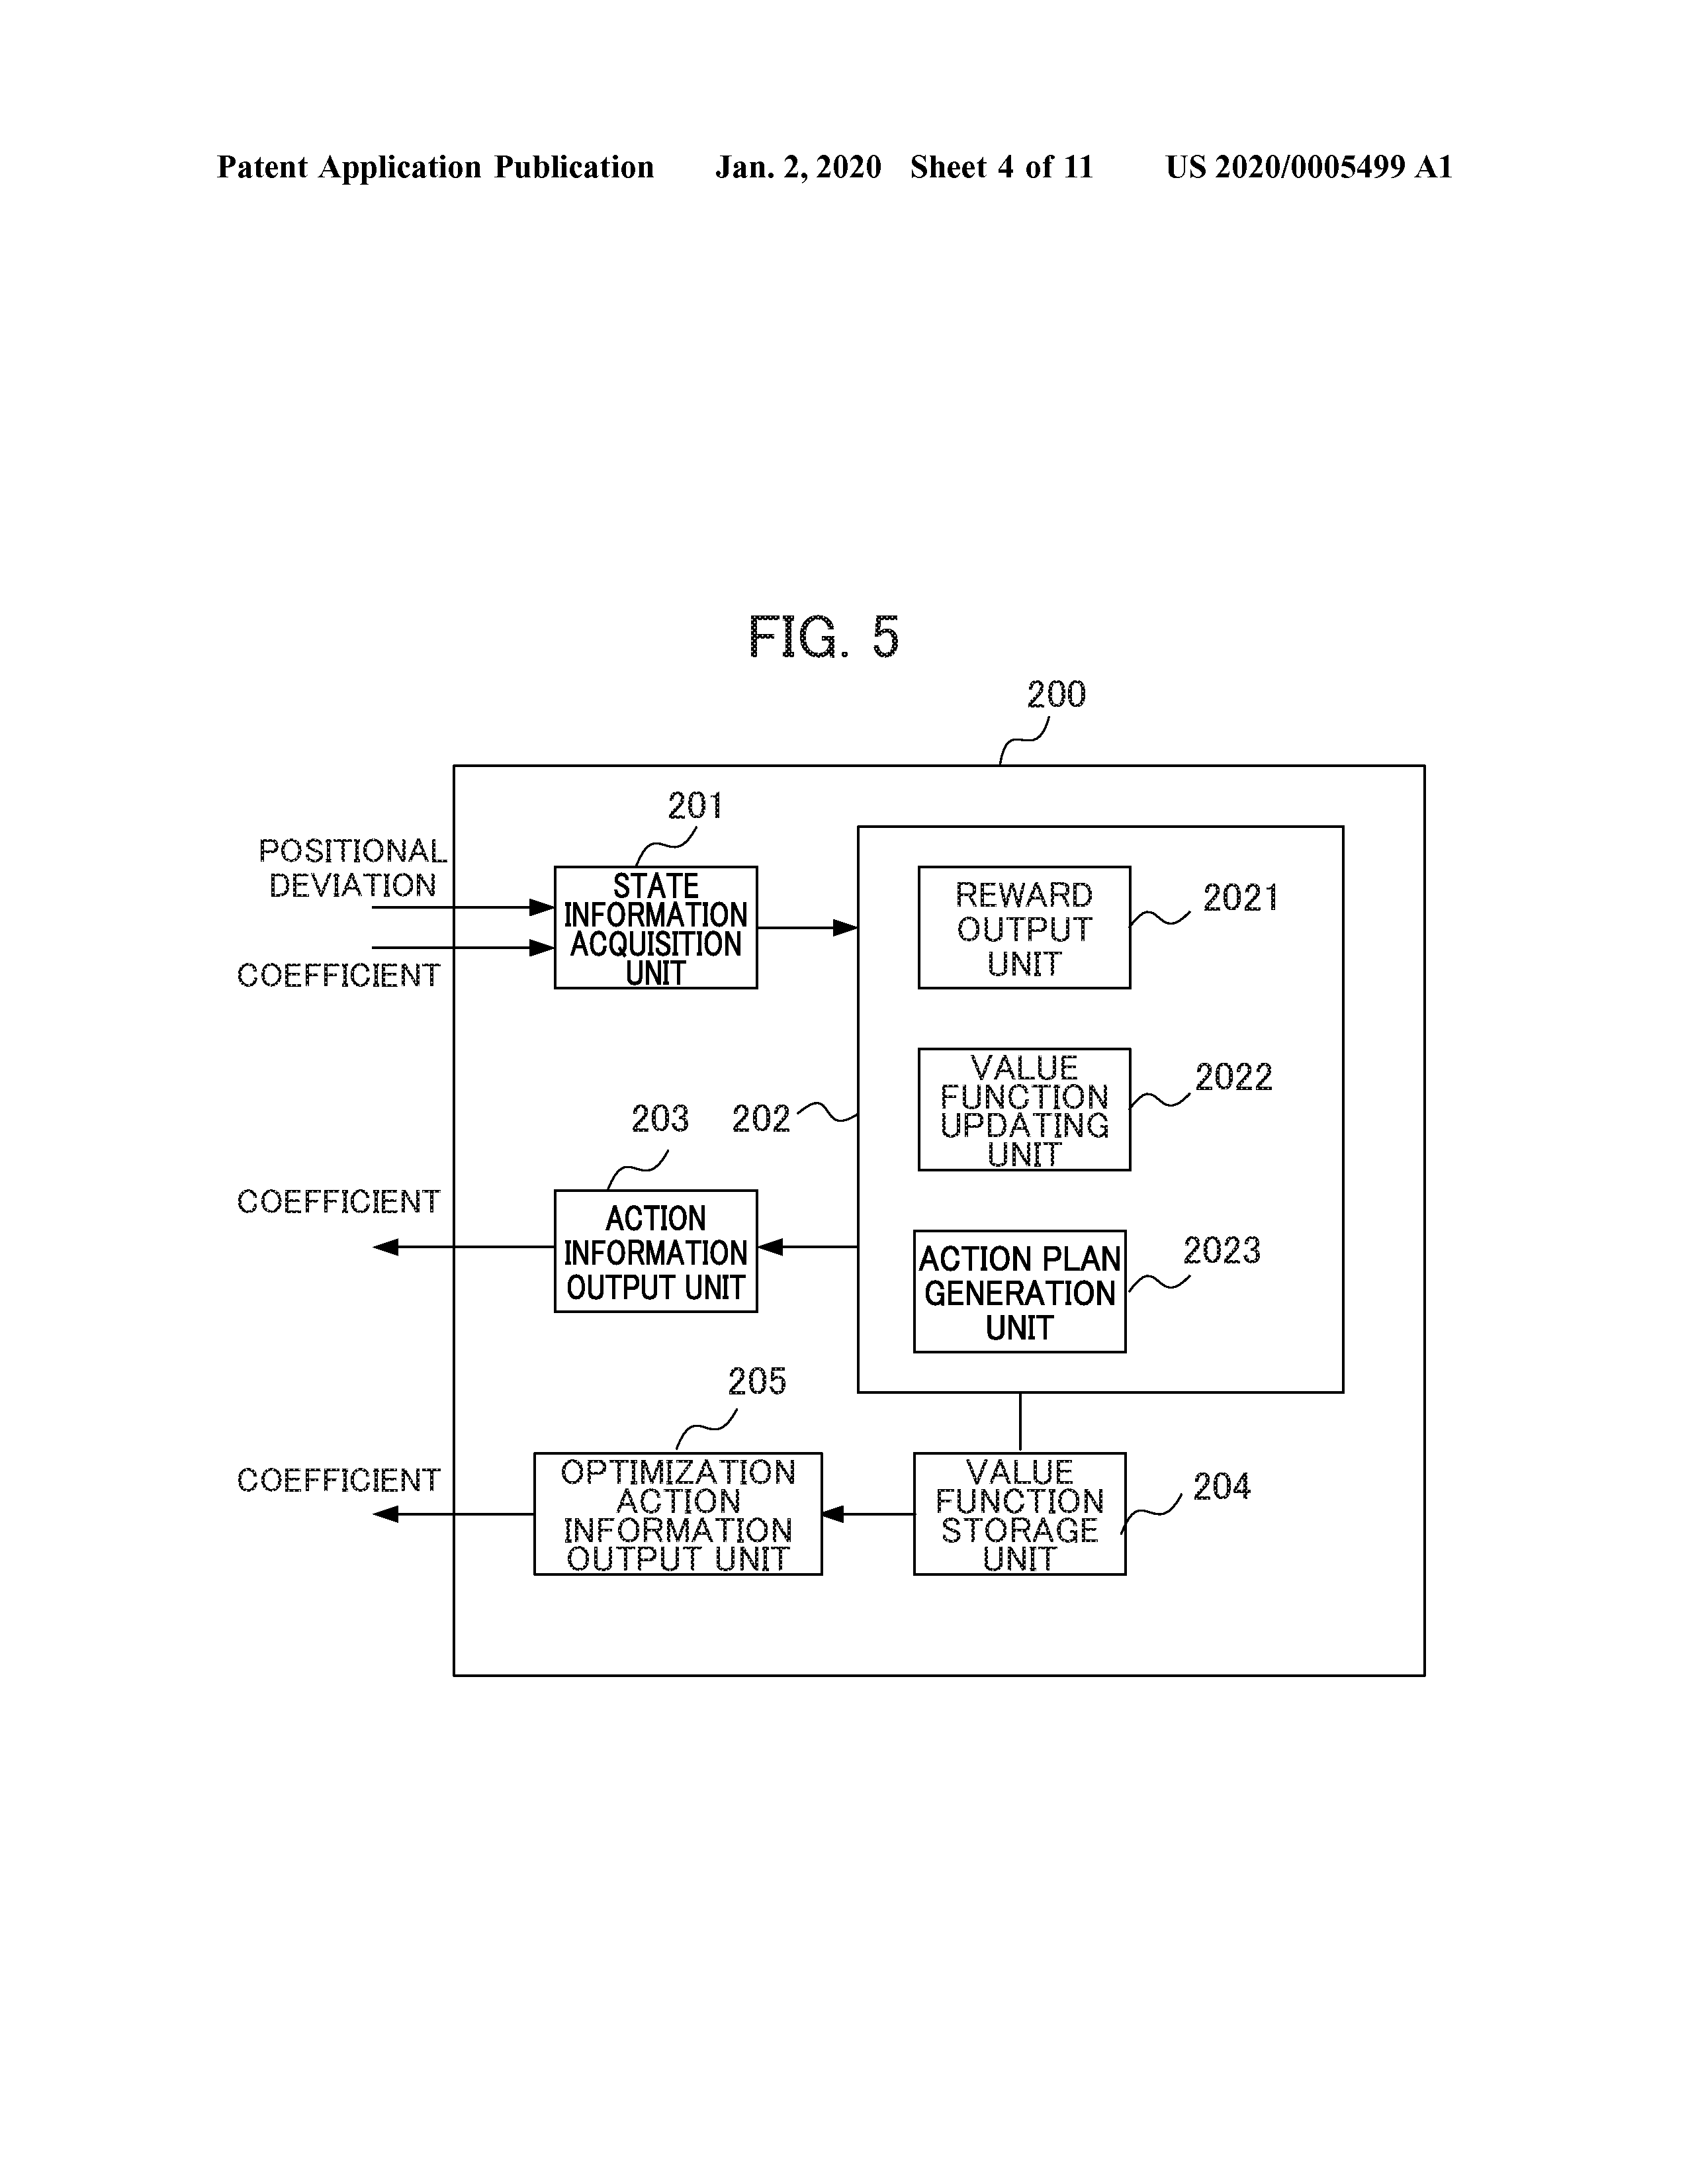 Patent Application Publication Jan. 2, 2020 Sheet 4 of 11 US 2020/0005499 A1
FIG. 5
200
201
POSITIONAL
DEVIATION
COEFFICIENT
STATE
INFORMATION
ACQUISITION
UNIT
REWARD
OUTPUT
UNIT
2021
VALUE
FUNCTION
UPDATING
UNIT
2022
202
203
COEFFICIENT
ACTION
INFORMATION
OUTPUT UNIT
ACTION PLAN
GENERATION
UNIT
2023
205
COEFFICIENT
OPTIMIZATION
ACTION
INFORMATION
OUTPUT UNIT
VALUE
FUNCTION
STORAGE
UNIT
204